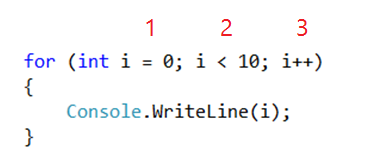 1 2 3
for (int i = 0; i < 10; i++)
{
    Console.WriteLine(i);
}